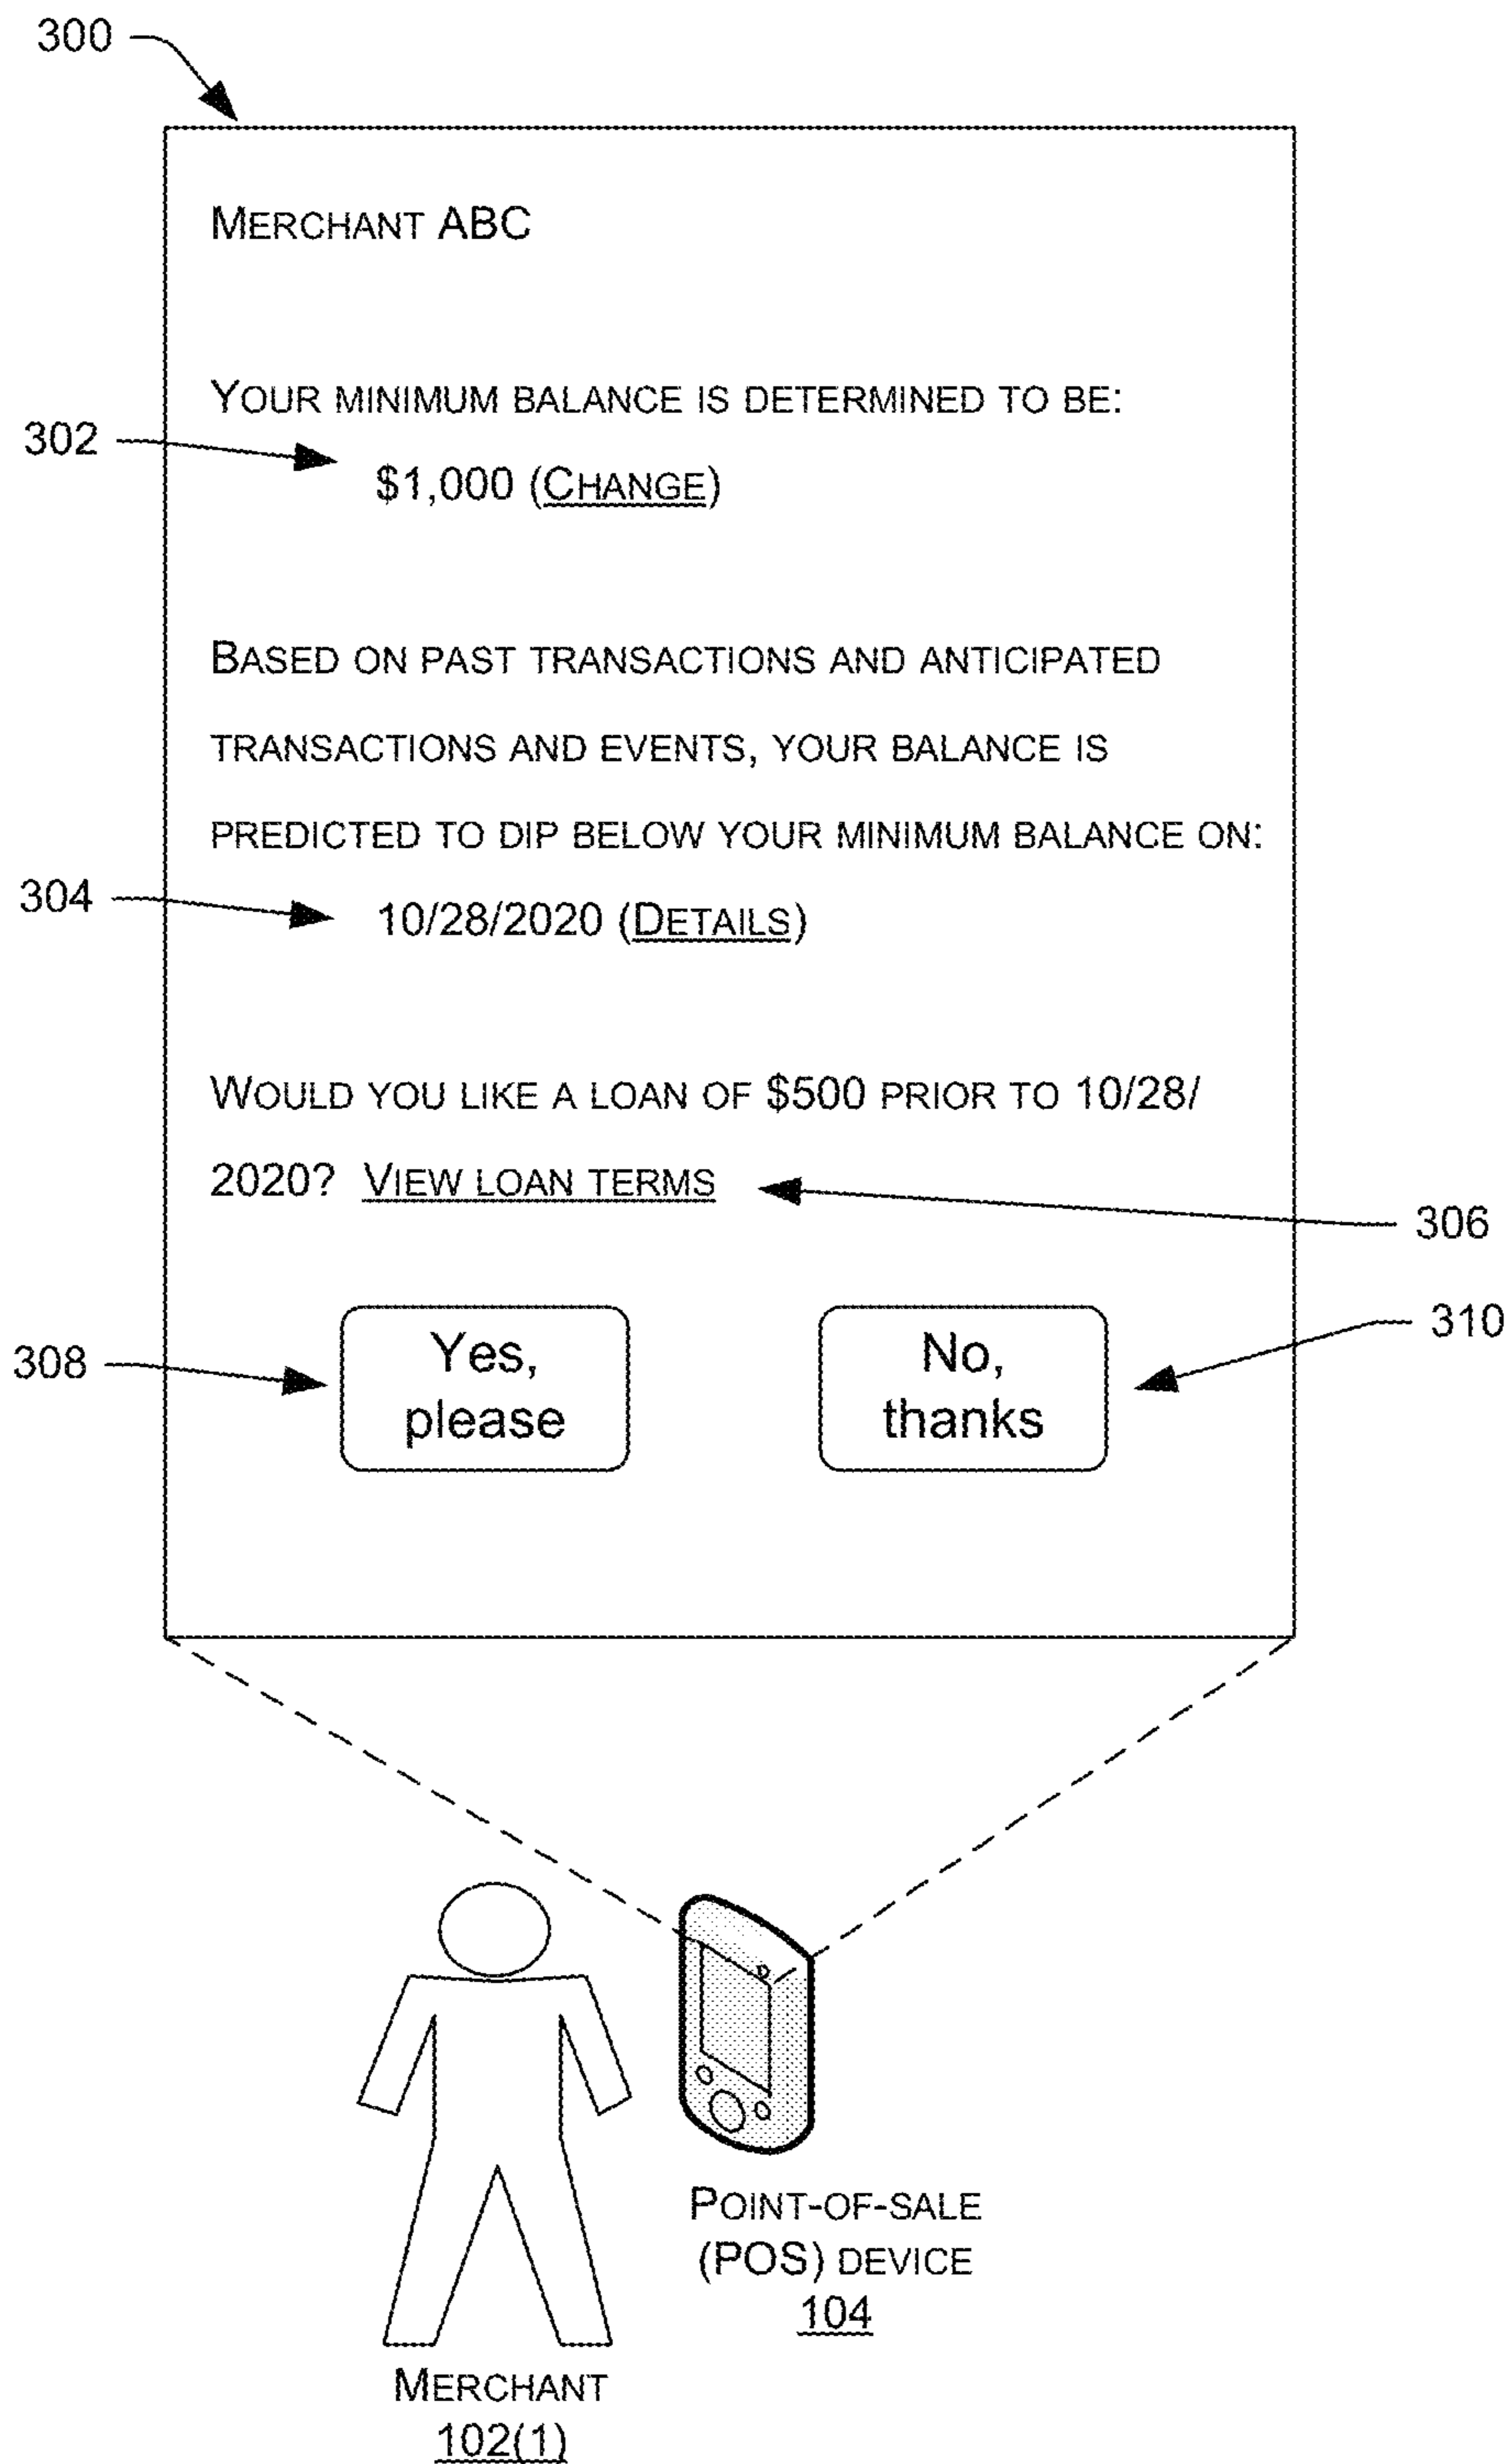 300
MERCHANT ABC
YOUR MINIMUM BALANCE IS DETERMINED TO BE:
302
$1,000 (CHANGE)
BASED ON PAST TRANSACTIONS AND ANTICIPATED
TRANSACTIONS AND EVENTS, YOUR BALANCE IS
PREDICTED TO DIP BELOW YOUR MINIMUM BALANCE ON:
304
10/28/2020 (DETAILS)
WOULD YOU LIKE A LOAN OF $500 PRIOR TO 10/28/
2020? VIEW LOAN TERMS
306
308
Yes,
please
No,
thanks
310
POINT-OF-SALE
(POS) DEVICE
104
MERCHANT
102(1)